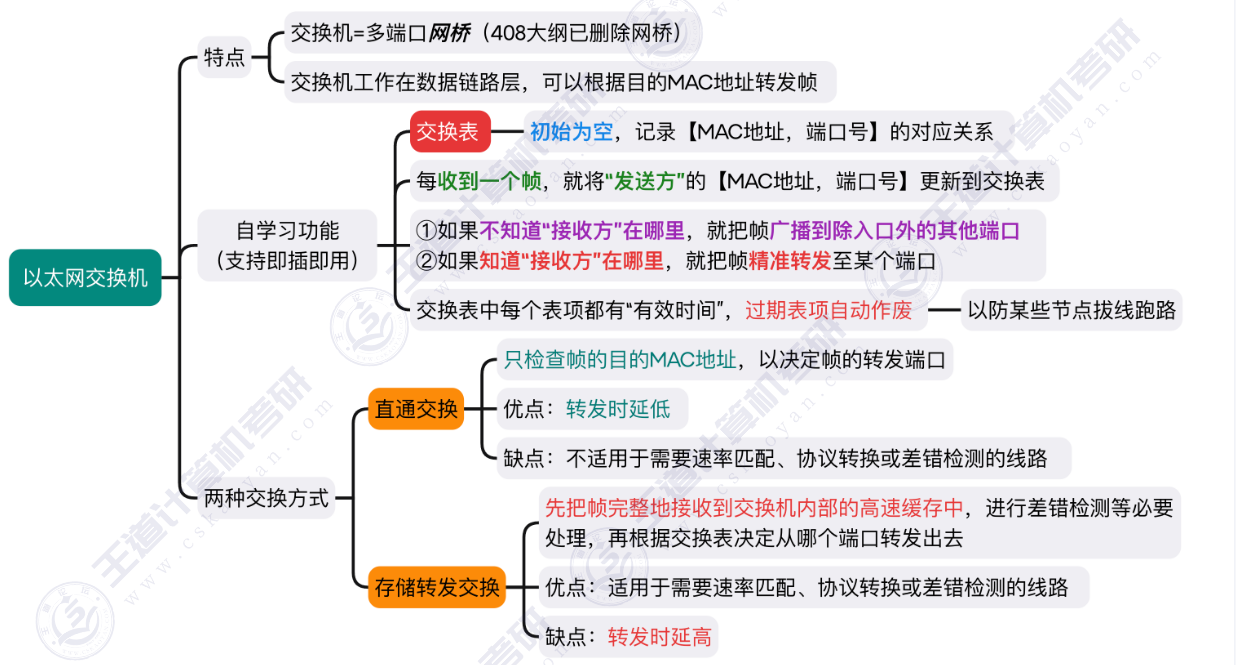 以太网交换机
特点
交换机=多端口网桥（408大纲已删除网桥）
交换机工作在数据链路层，可以根据目的MAC地址转发帧
自学习功能
（支持即插即用）
交换表
初始为空，记录【MAC地址，端口号】的对应关系
每收到一个帧，就将“发送方”的【MAC地址，端口号】更新到交换表
①如果不知道“接收方”在哪里，就把帧广播到除入口外的其他端口
②如果知道“接收方”在哪里，就把帧精准转发至某个端口
交换表中每个表项都有“有效时间”，过期表项自动作废
以防某些节点拔线跑路
两种交换方式
直通交换
只检查帧的目的MAC地址，以决定帧的转发端口
优点：转发时延低
缺点：不适用于需要速率匹配、协议转换或差错检测的线路
存储转发交换
先把帧完整地接收到交换机内部的高速缓存中，进行差错检测等必要
处理，再根据交换表决定从哪个端口转发出去
优点：适用于需要速率匹配、协议转换或差错检测的线路
缺点：转发时延高
王道计算机考研
www.cskaoyan.com